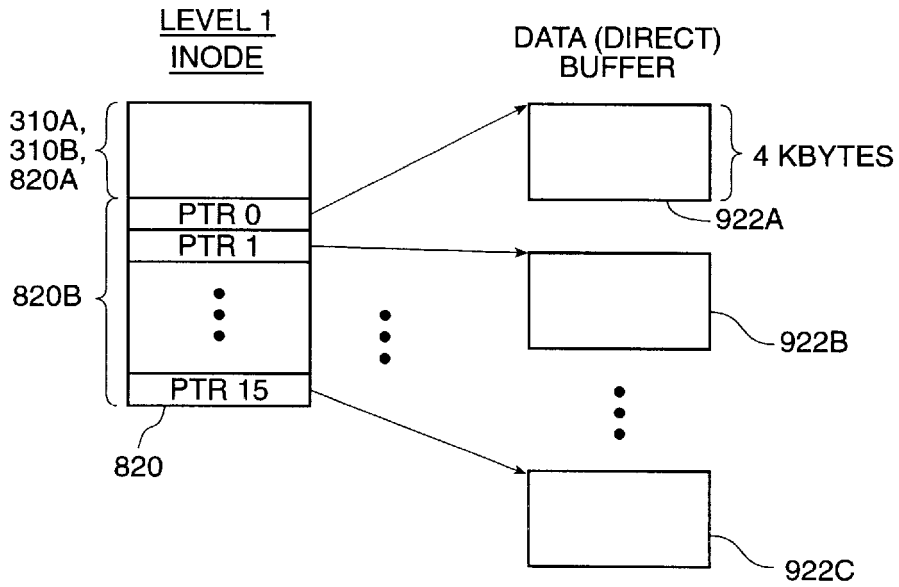 LEVEL 1
INODE
DATA (DIRECT)
BUFFER
310A,
310B,
820A
PTR 0
PTR 1
820B
PTR 15
820
4 KBYTES
922A
922B
922C